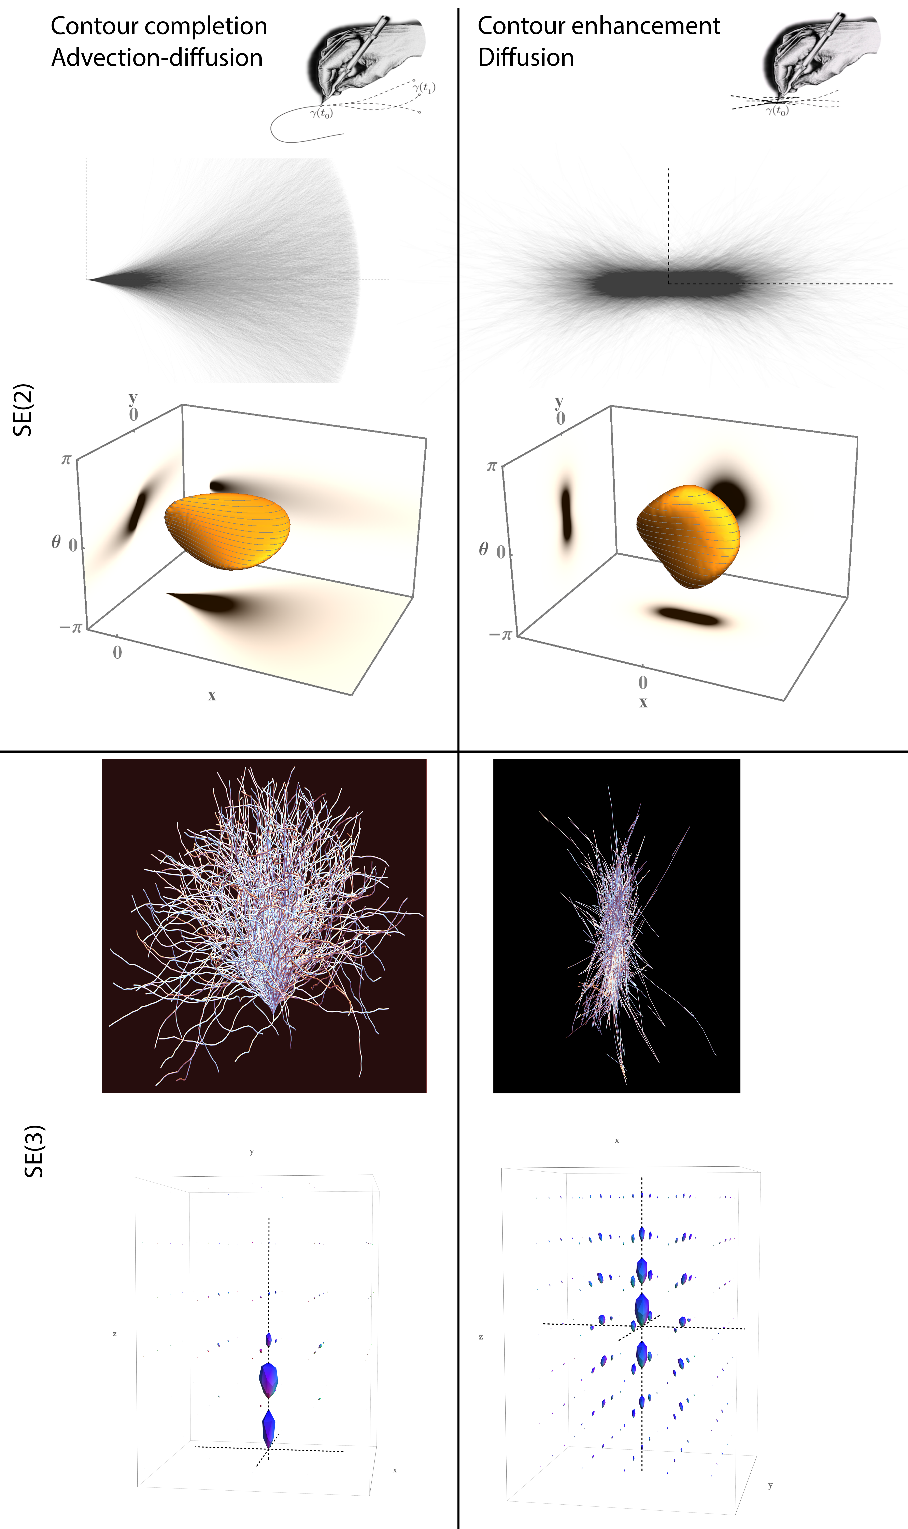 Contour completion
Advection-diffusion
γ(t₁)
γ(t₀)
Contour enhancement
Diffusion
γ(t₀)
SE(2)
y
0
π
θ 0
−π
0
x
y
0
π
θ 0
−π
0
x
SE(3)
y
z
x
z
y